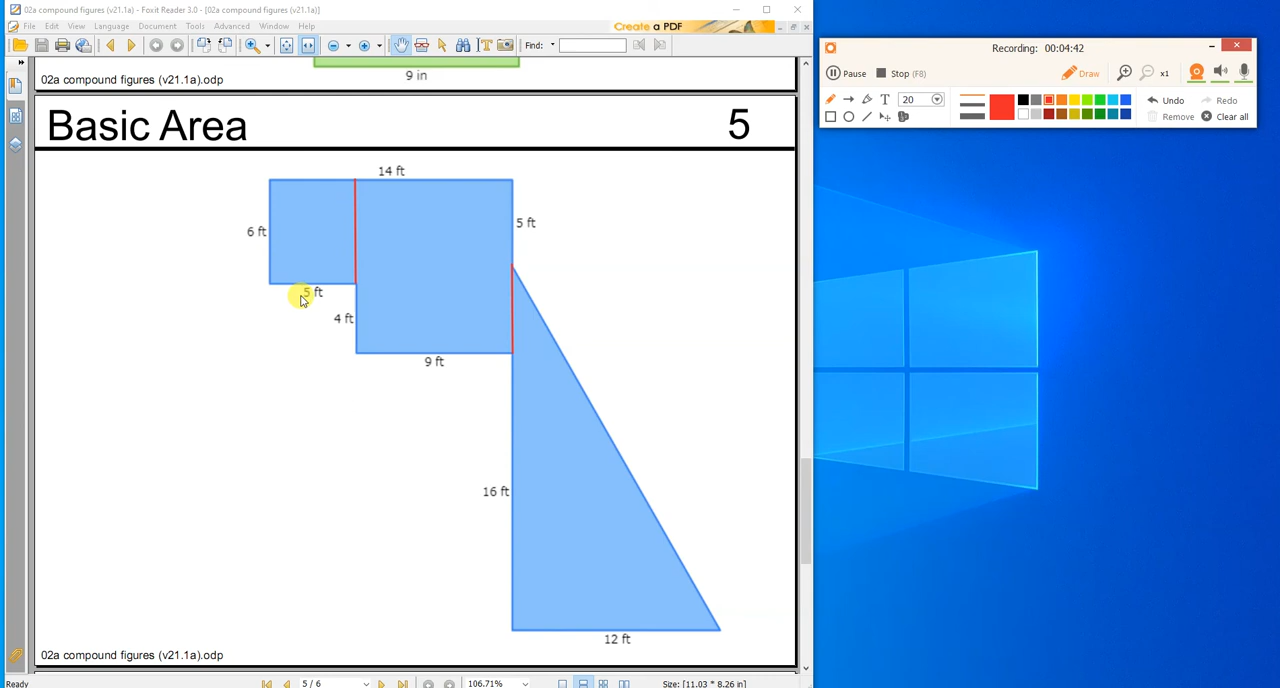 02a compound figures (v21.1a) - Foxit Reader 3.0 - [02a compound figures (v21.1a)]
File Edit View Language Document Tools Advanced Window Help
Create a PDF
Find:
9 in
02a compound figures (v21.1a).odp
Basic Area 5
14 ft
6 ft
5 ft
5 ft
4 ft
9 ft
16 ft
12 ft
02a compound figures (v21.1a).odp
Ready
5 / 6
106.71%
Size: [11.03 * 8.26 in]
Recording: 00:04:42
Pause Stop (F8) Draw x1
T 20 Undo Redo
Remove Clear all